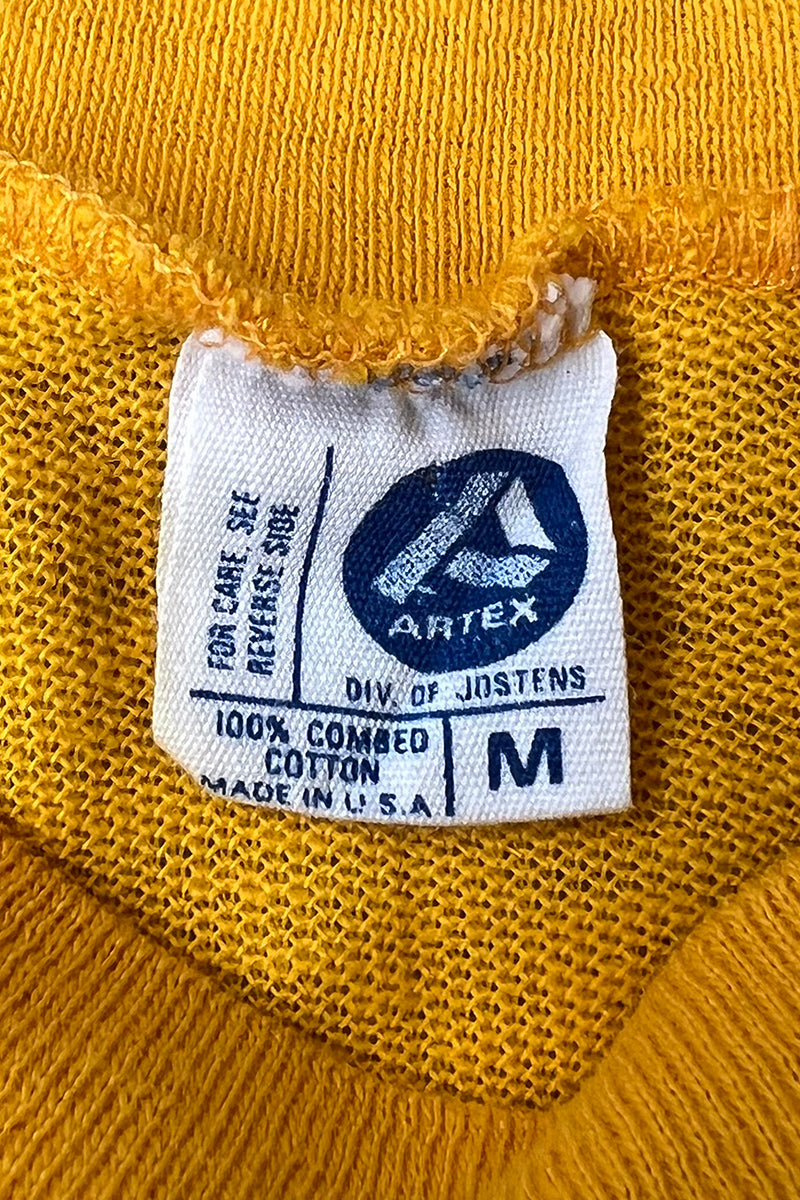 FOR CARE, SEE
REVERSE SIDE
ARTEX
DIV. OF JOSTENS
100% COMBED
COTTON
MADE IN U.S.A
M